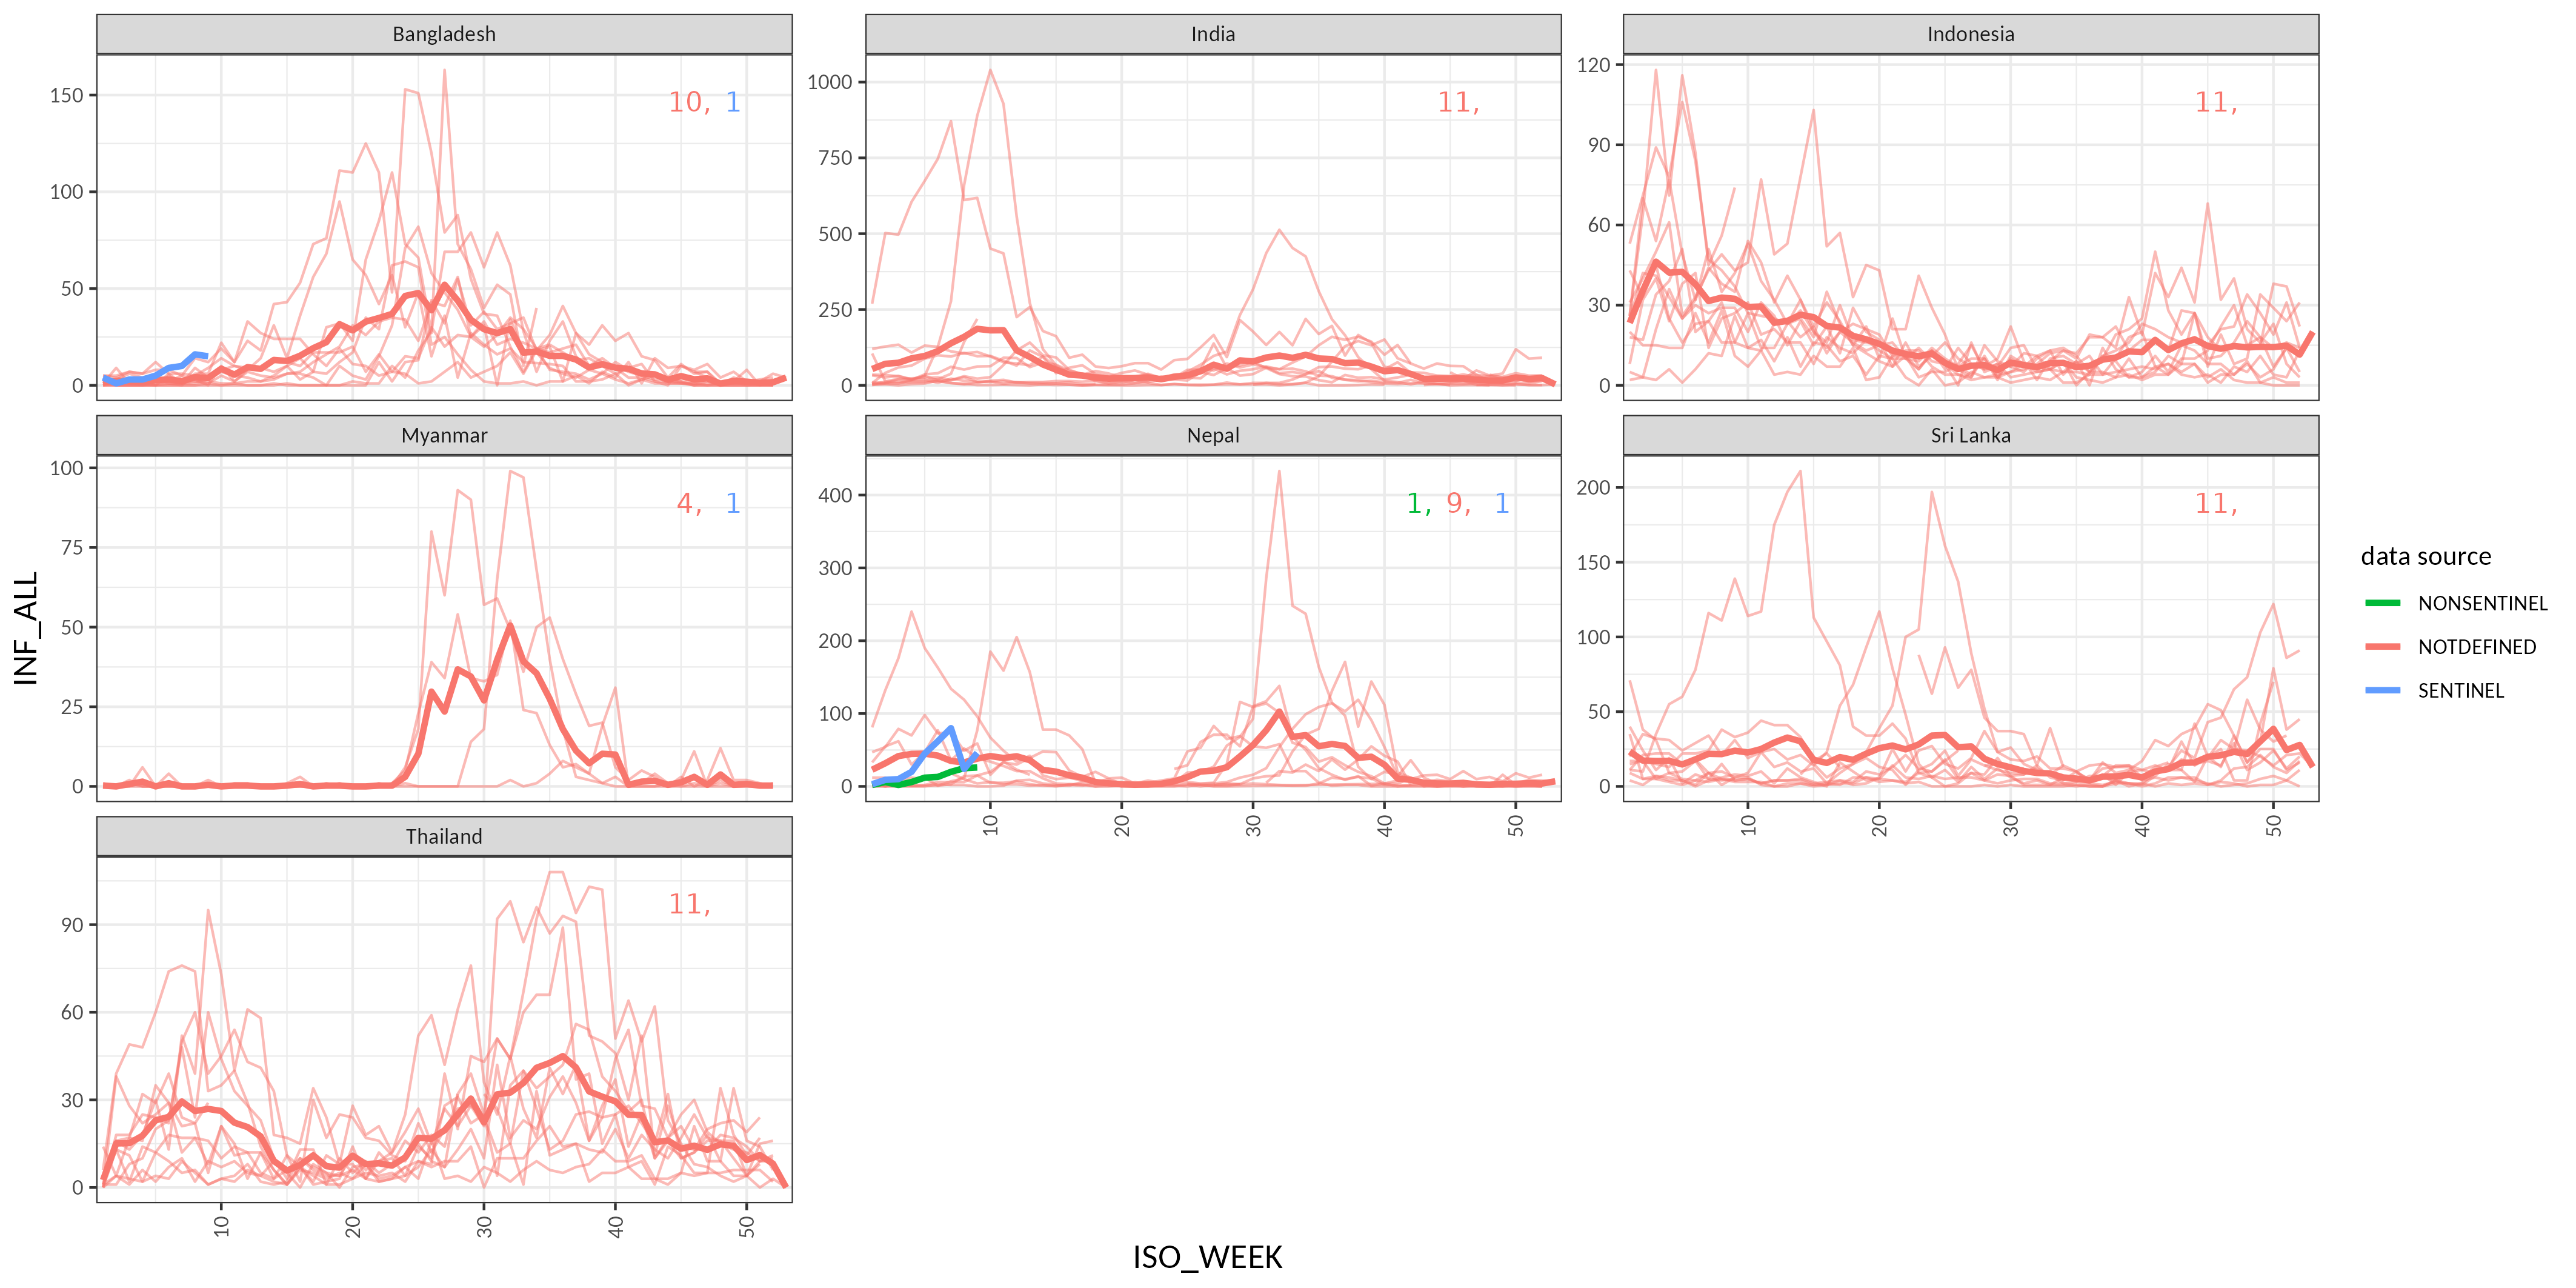 Bangladesh
India
Indonesia
150
100
50
0
10, 1
1000
750
500
250
0
11,
120
90
60
30
0
11,
Myanmar
Nepal
Sri Lanka
100
75
50
25
0
4, 1
400
300
200
100
0
1, 9, 1
200
150
100
50
0
11,
10 20 30 40 50
10 20 30 40 50
Thailand
90
60
30
0
11,
10 20 30 40 50
INF_ALL
ISO_WEEK
data source
NONSENTINEL
NOTDEFINED
SENTINEL